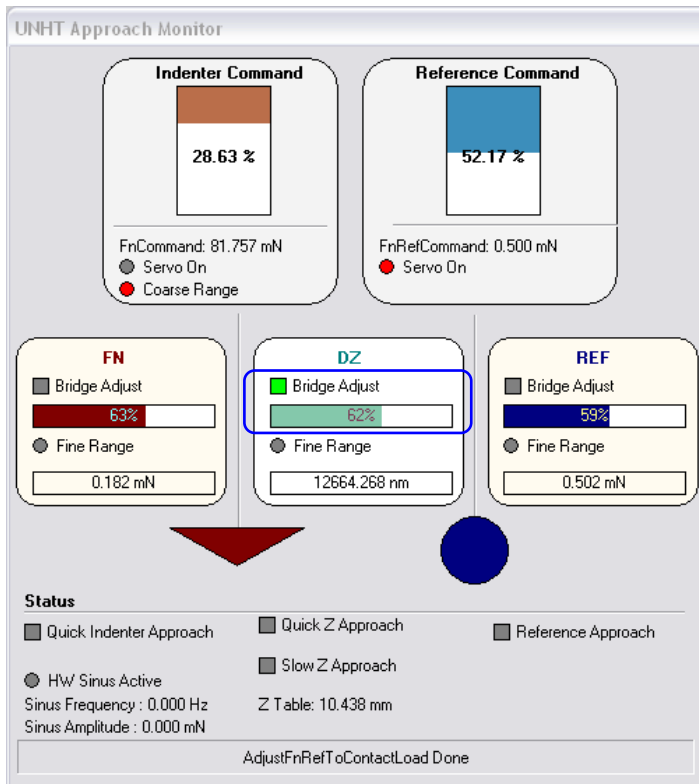 UNHT Approach Monitor
Indenter Command
28.63 %
FnCommand: 81.757 mN
Servo On
Coarse Range
Reference Command
52.17 %
FnRefCommand: 0.500 mN
Servo On
FN
Bridge Adjust
63%
Fine Range
0.182 mN
DZ
Bridge Adjust
62%
Fine Range
12664.268 nm
REF
Bridge Adjust
59%
Fine Range
0.502 mN
Status
Quick Indenter Approach
HW Sinus Active
Sinus Frequency : 0.000 Hz
Sinus Amplitude : 0.000 mN
Quick Z Approach
Slow Z Approach
Z Table: 10.438 mm
Reference Approach
AdjustFnRefToContactLoad Done